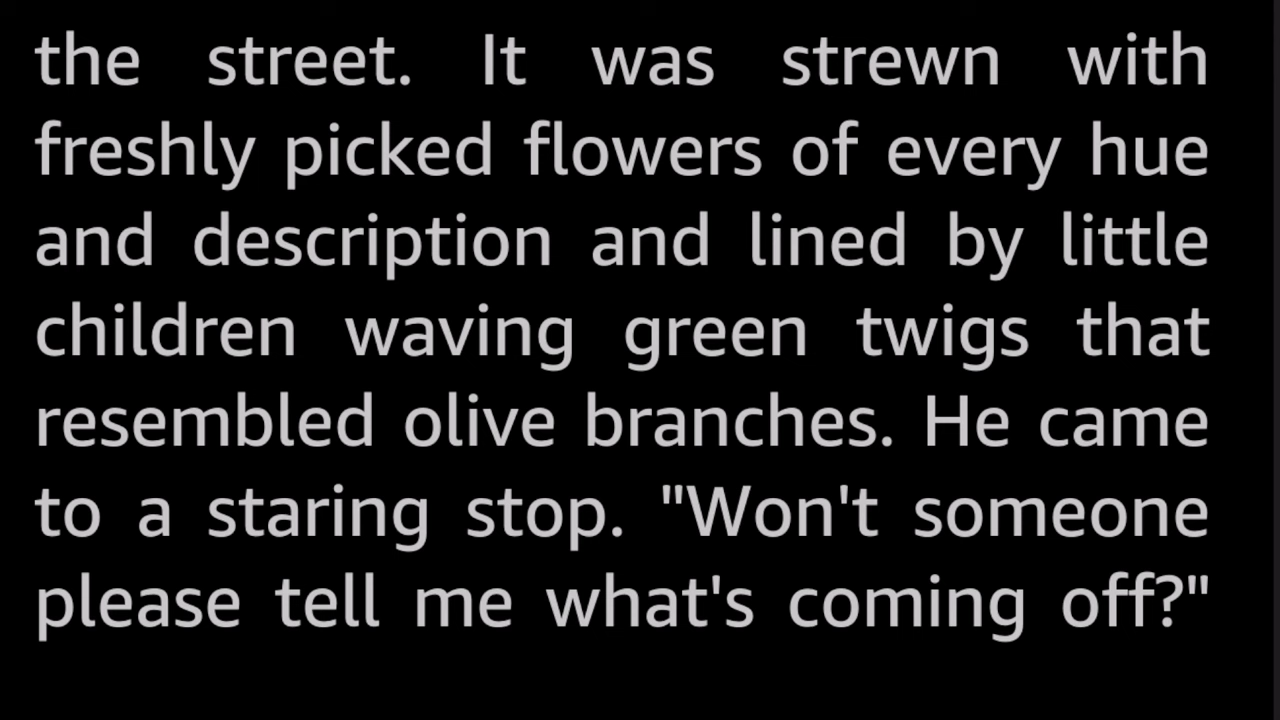 the street. It was strewn with
freshly picked flowers of every hue
and description and lined by little
children waving green twigs that
resembled olive branches. He came
to a staring stop. "Won't someone
please tell me what's coming off?"